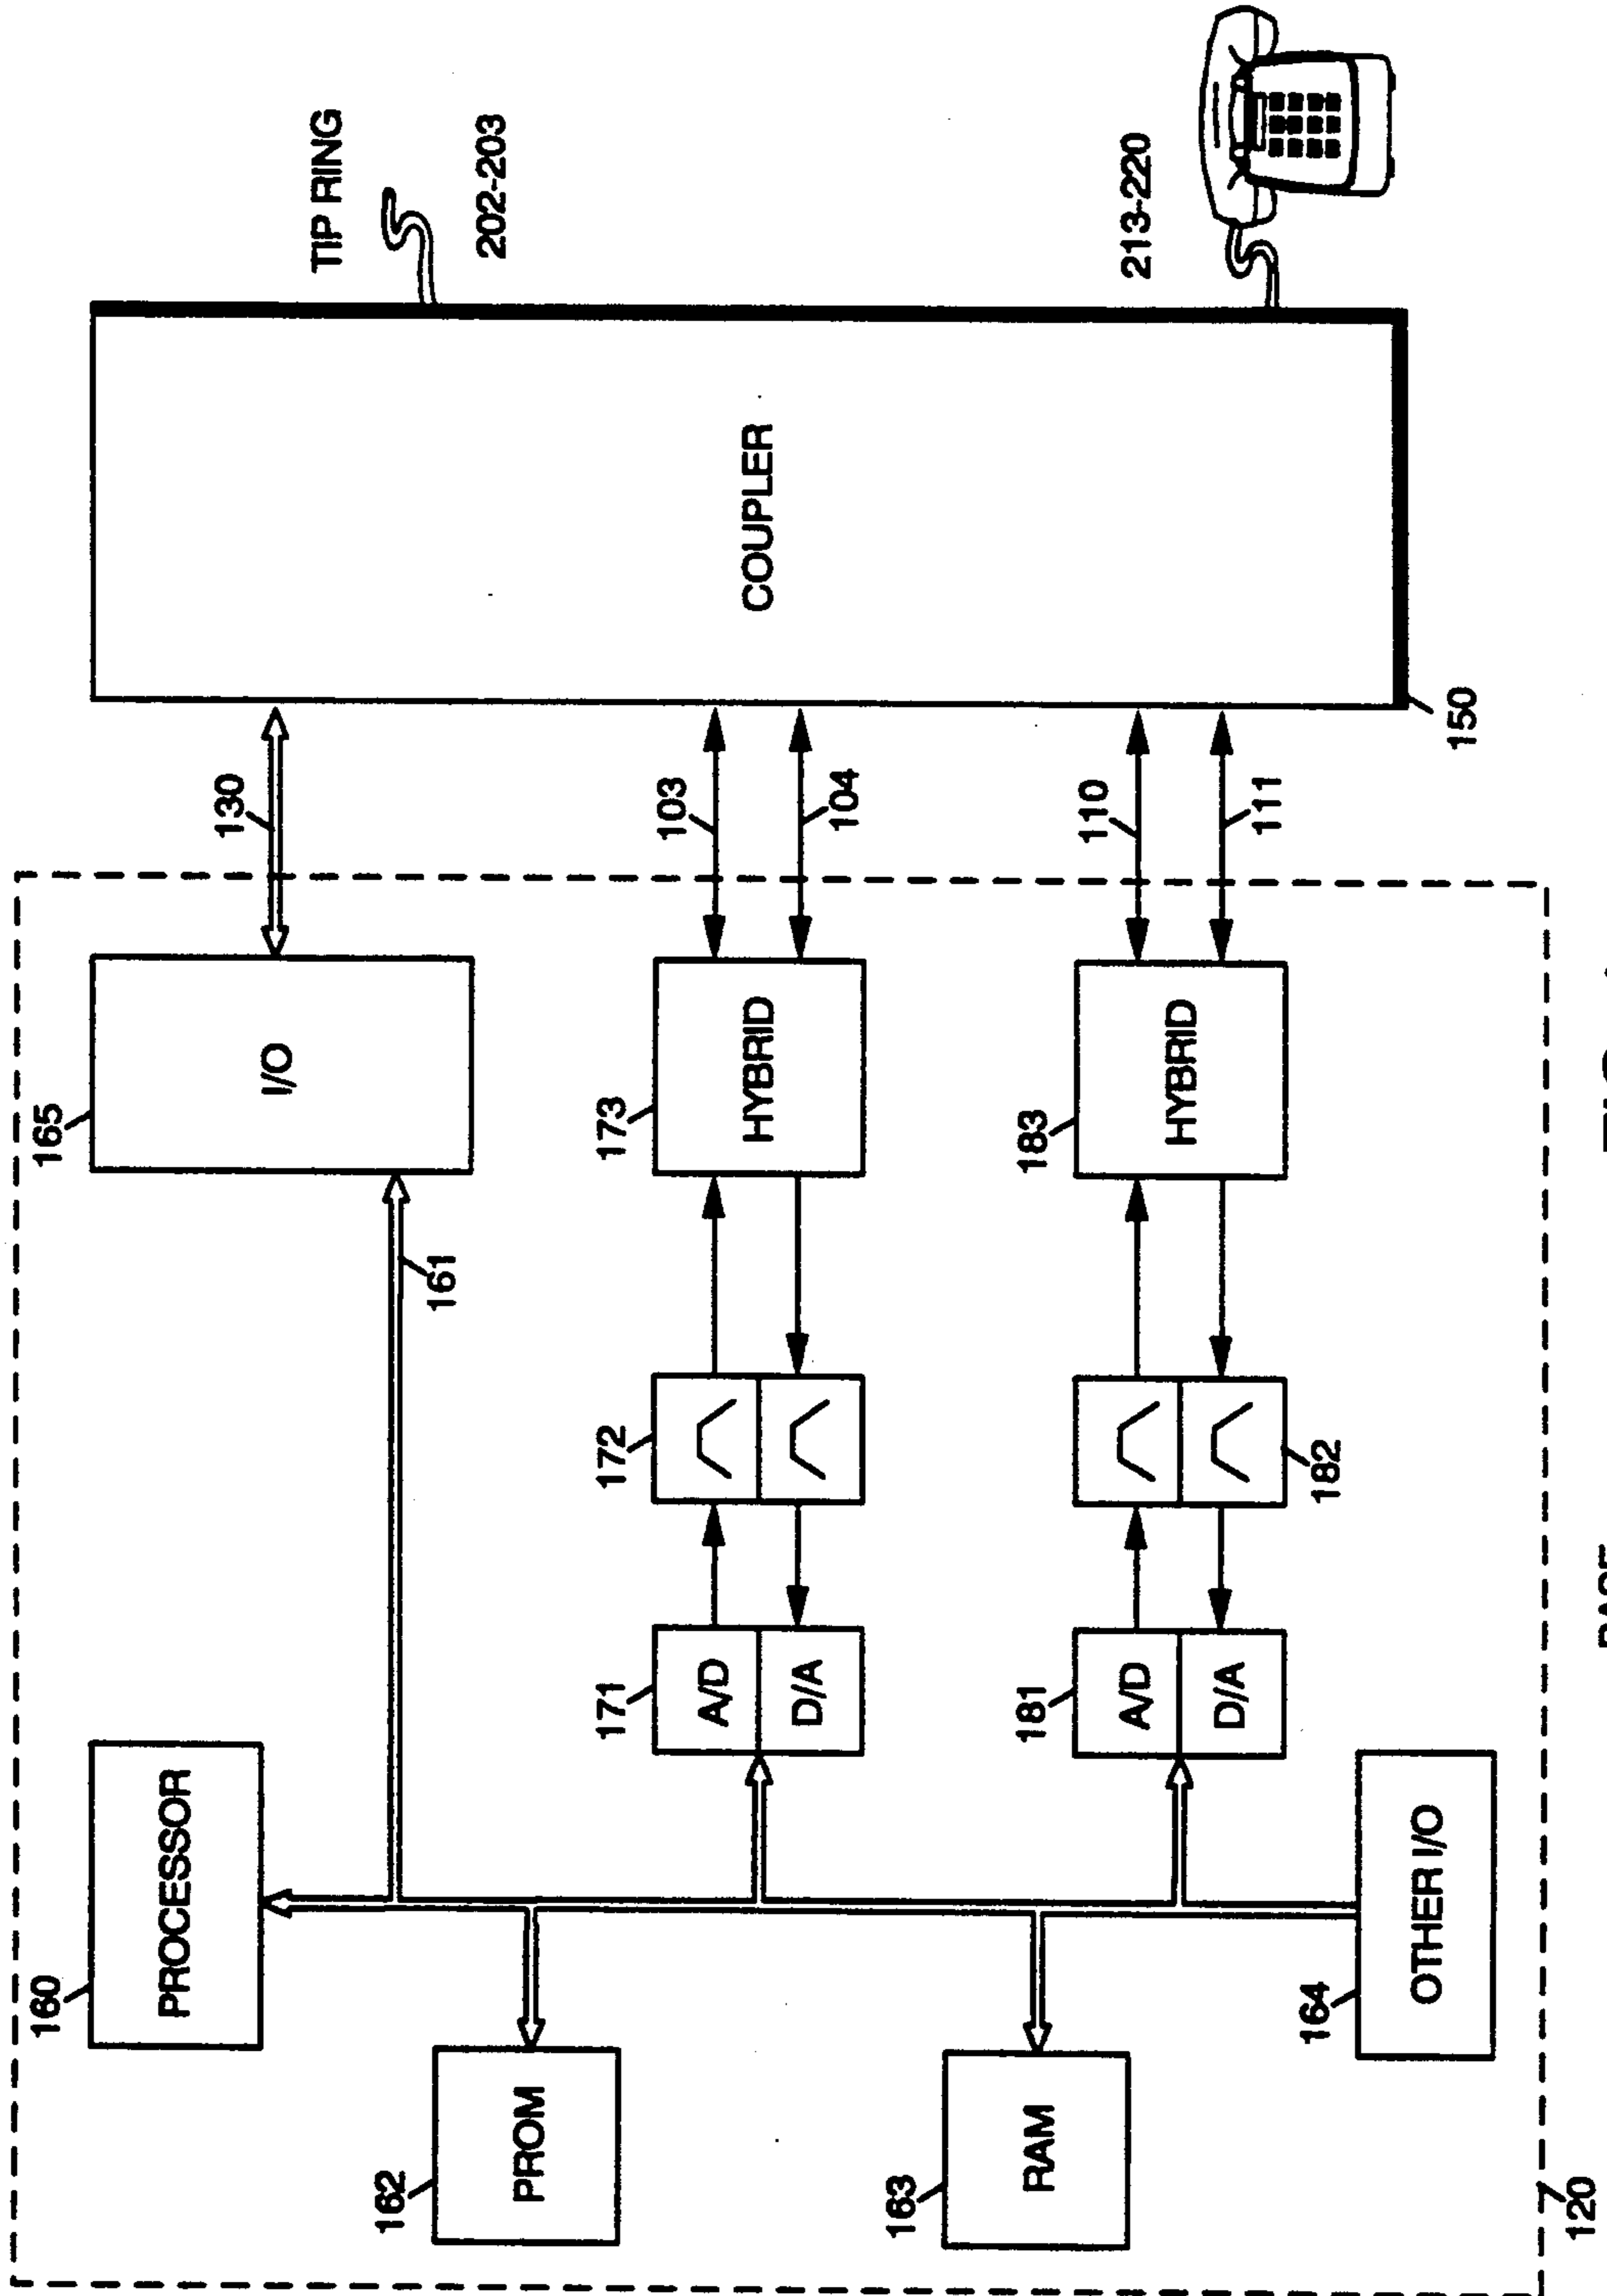 160
PROCESSOR
165
I/O
130
TIP RING
202-203
161
162
PROM
171
A/D
D/A
172
173
HYBRID
103
104
COUPLER
163
RAM
181
A/D
D/A
182
183
HYBRID
110
111
213-220
164
OTHER I/O
150
120